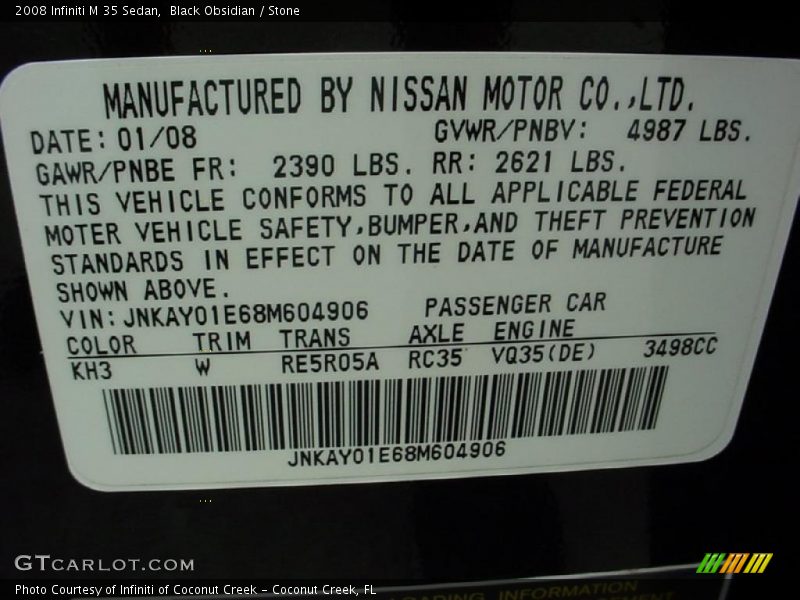 2008 Infiniti M 35 Sedan,  Black Obsidian / Stone
MANUFACTURED BY NISSAN MOTOR CO.,LTD.
DATE: 01/08 GVWR/PNBV: 4987 LBS.
GAWR/PNBE FR: 2390 LBS. RR: 2621 LBS.
THIS VEHICLE CONFORMS TO ALL APPLICABLE FEDERAL
MOTER VEHICLE SAFETY,BUMPER,AND THEFT PREVENTION
STANDARDS IN EFFECT ON THE DATE OF MANUFACTURE
SHOWN ABOVE.
VIN: JNKAY01E68M604906 PASSENGER CAR
COLOR TRIM TRANS AXLE ENGINE
KH3 W RE5R05A RC35 VQ35(DE) 3498CC
JNKAY01E68M604906
GTCARLOT.COM
LOADING INFORMATION
Photo Courtesy of Infiniti of Coconut Creek – Coconut Creek, FL